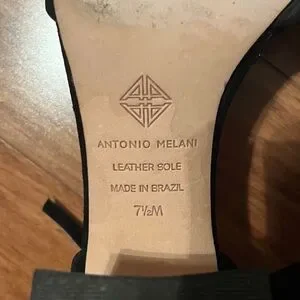 ANTONIO MELANI
LEATHER SOLE
MADE IN BRAZIL
7½M